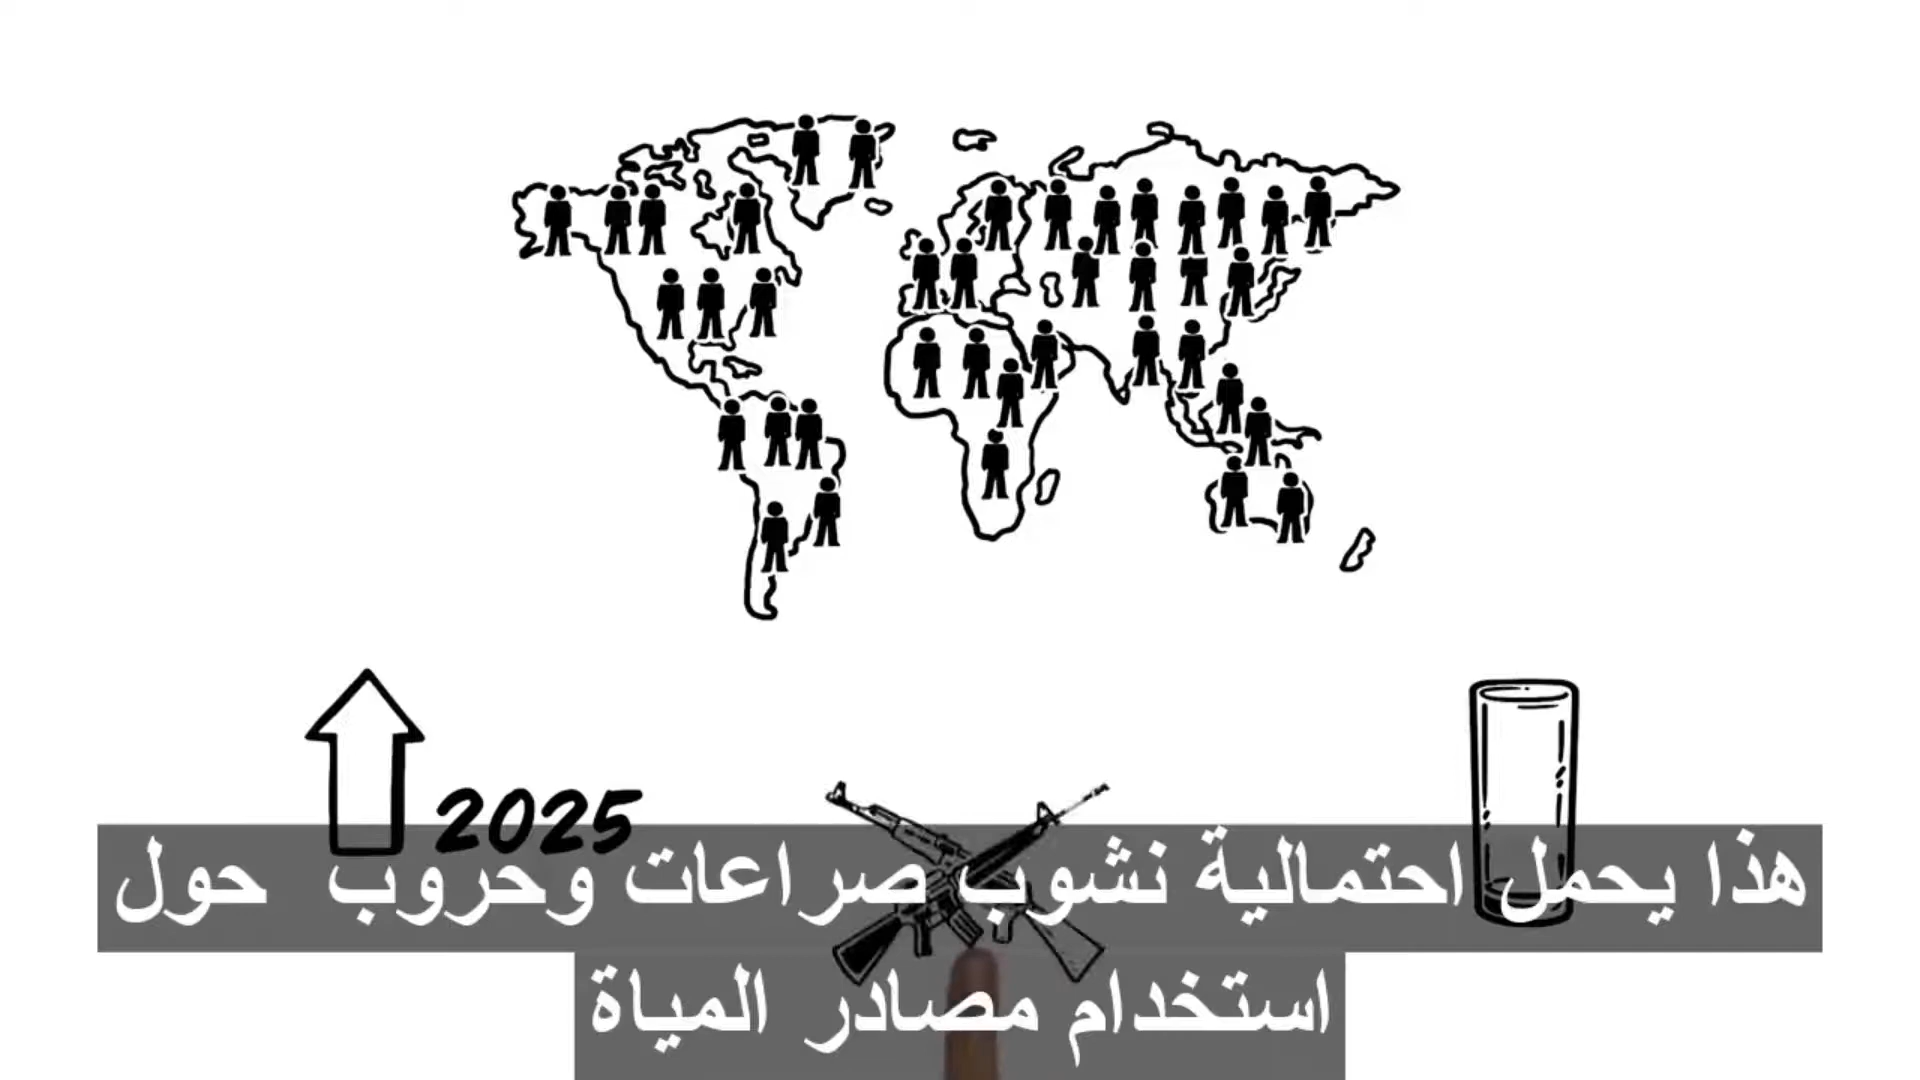 2025
هذا يحمل احتمالية نشوب صراعات وحروب حول
استخدام مصادر المياة